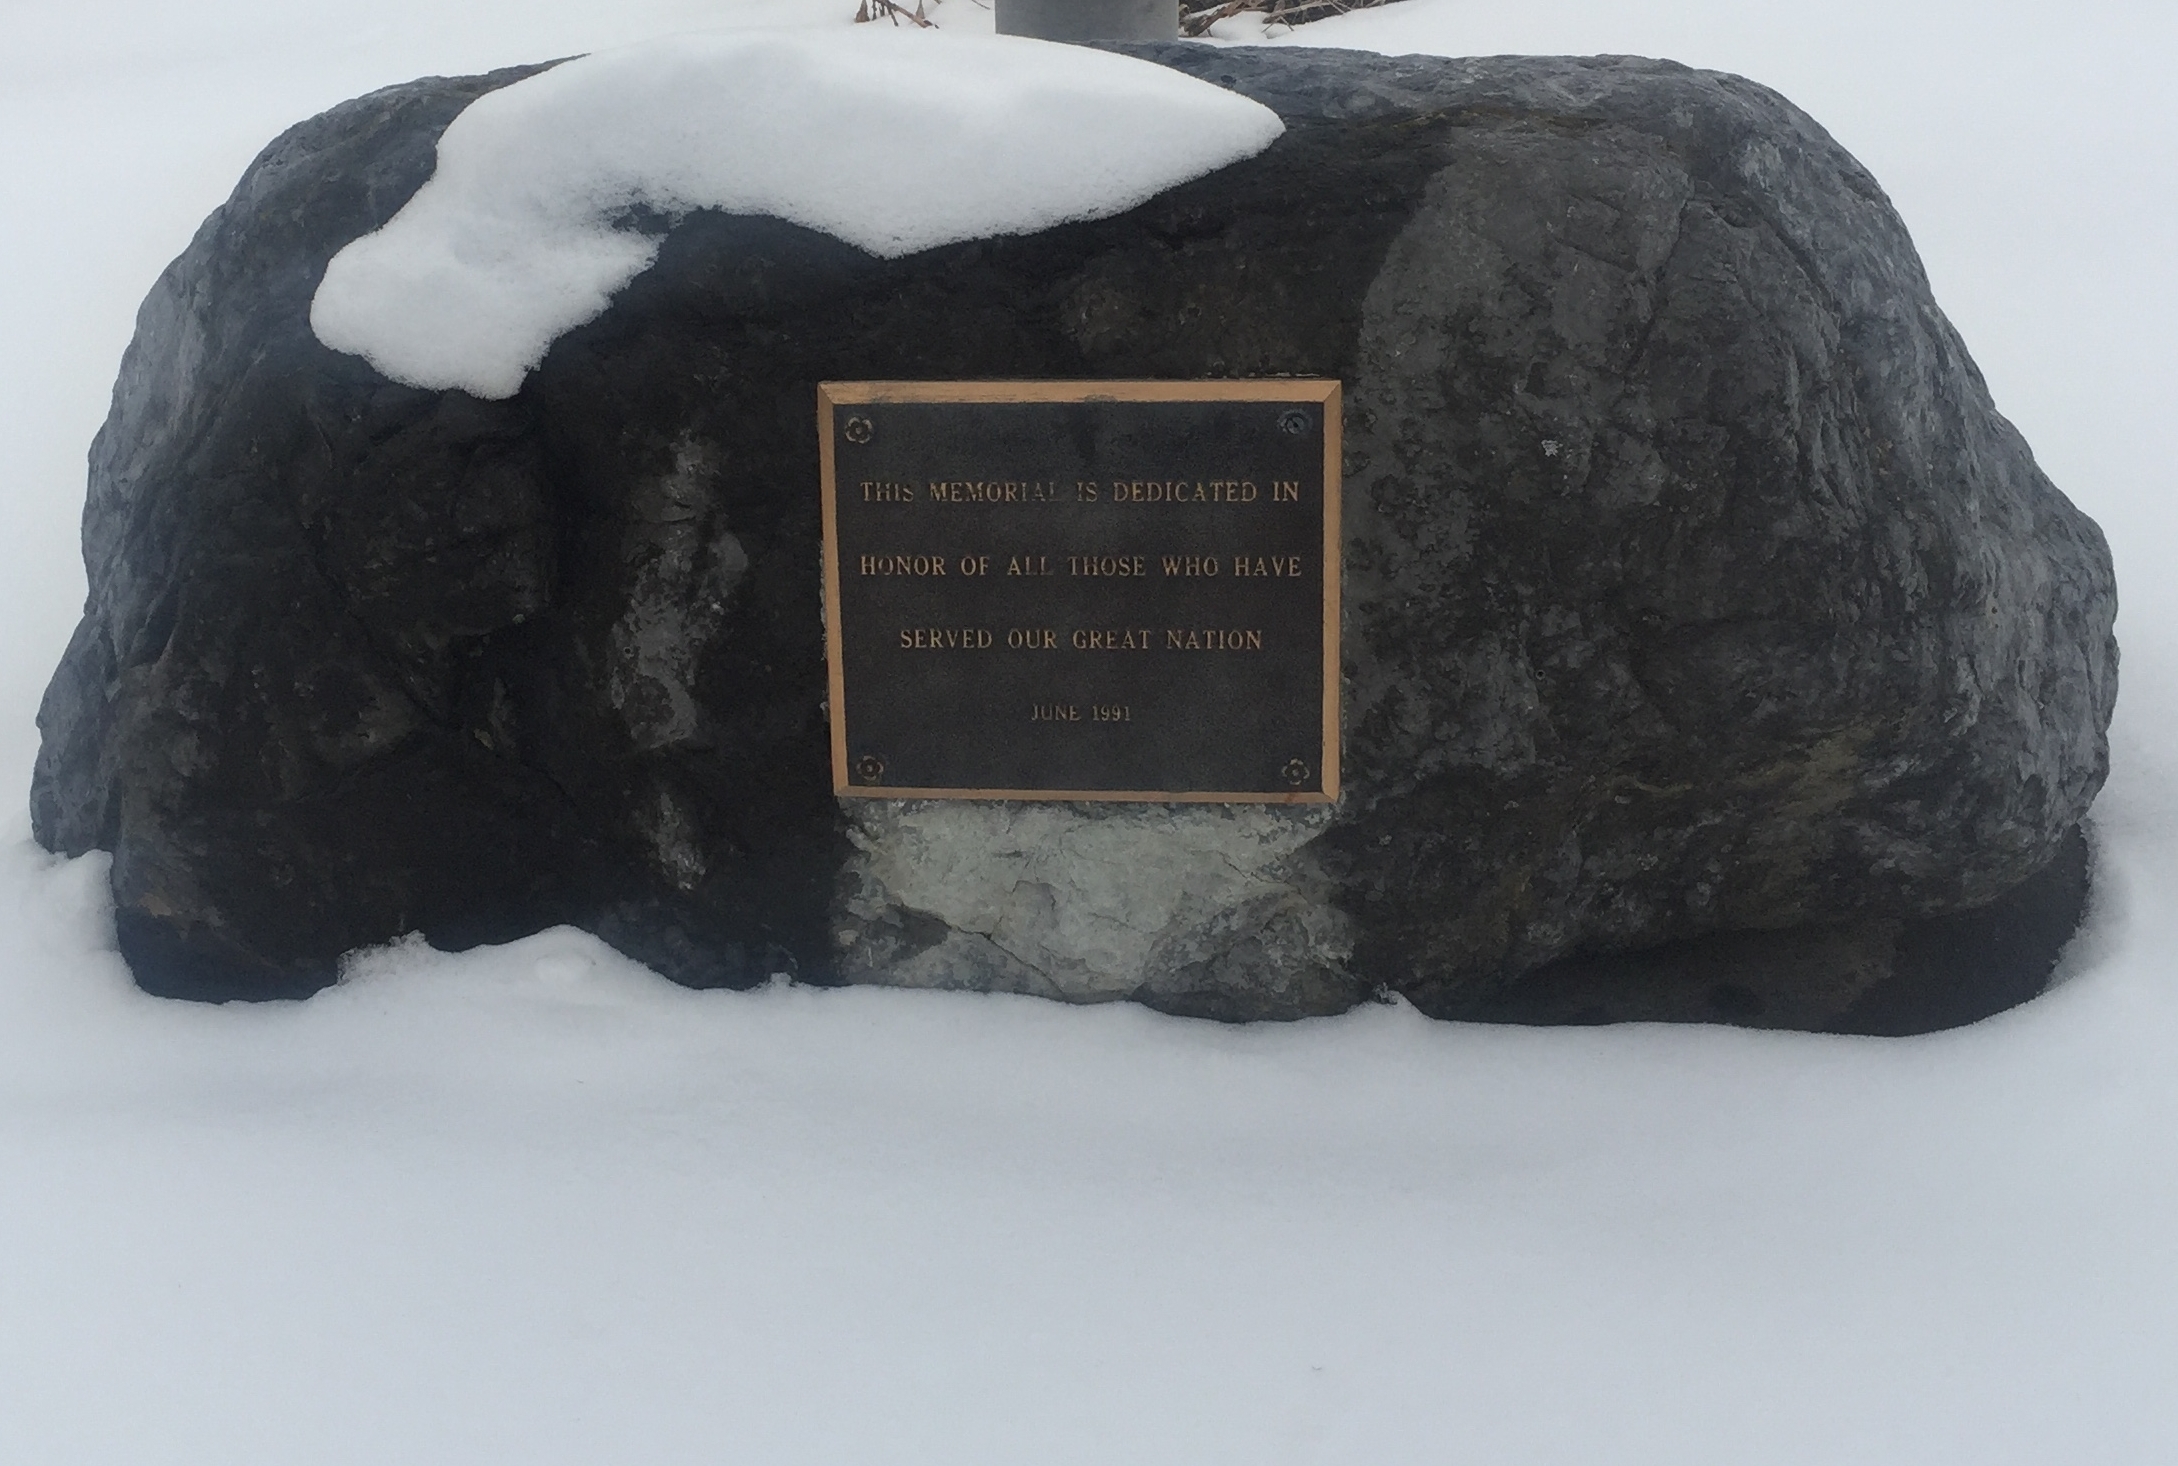 THIS MEMORIAL IS DEDICATED IN
HONOR OF ALL THOSE WHO HAVE
SERVED OUR GREAT NATION
JUNE 1991